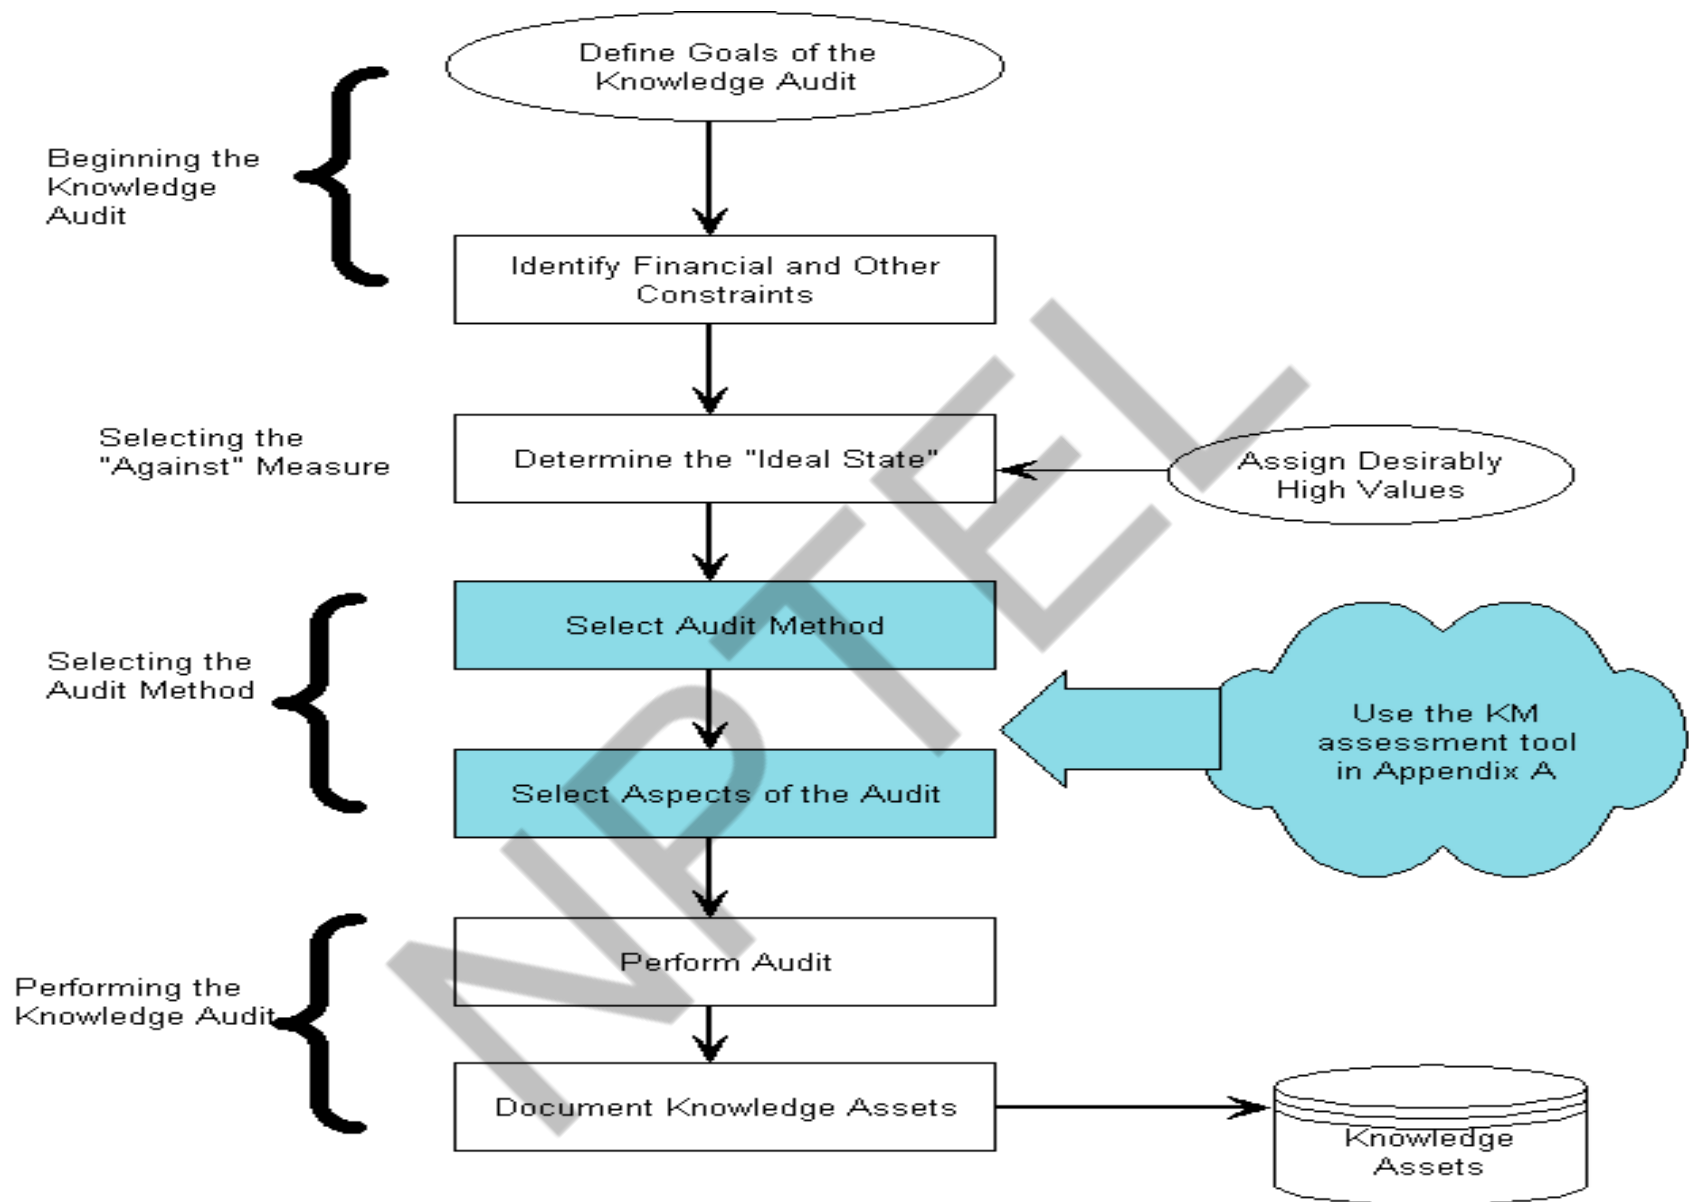 Define Goals of the
Knowledge Audit
Beginning the
Knowledge
Audit
Identify Financial and Other
Constraints
Selecting the
"Against" Measure
Determine the "Ideal State"
Assign Desirably
High Values
Select Audit Method
Selecting the
Audit Method
Use the KM
assessment tool
in Appendix A
Select Aspects of the Audit
Perform Audit
Performing the
Knowledge Audit
Document Knowledge Assets
Knowledge
Assets
NPTEL